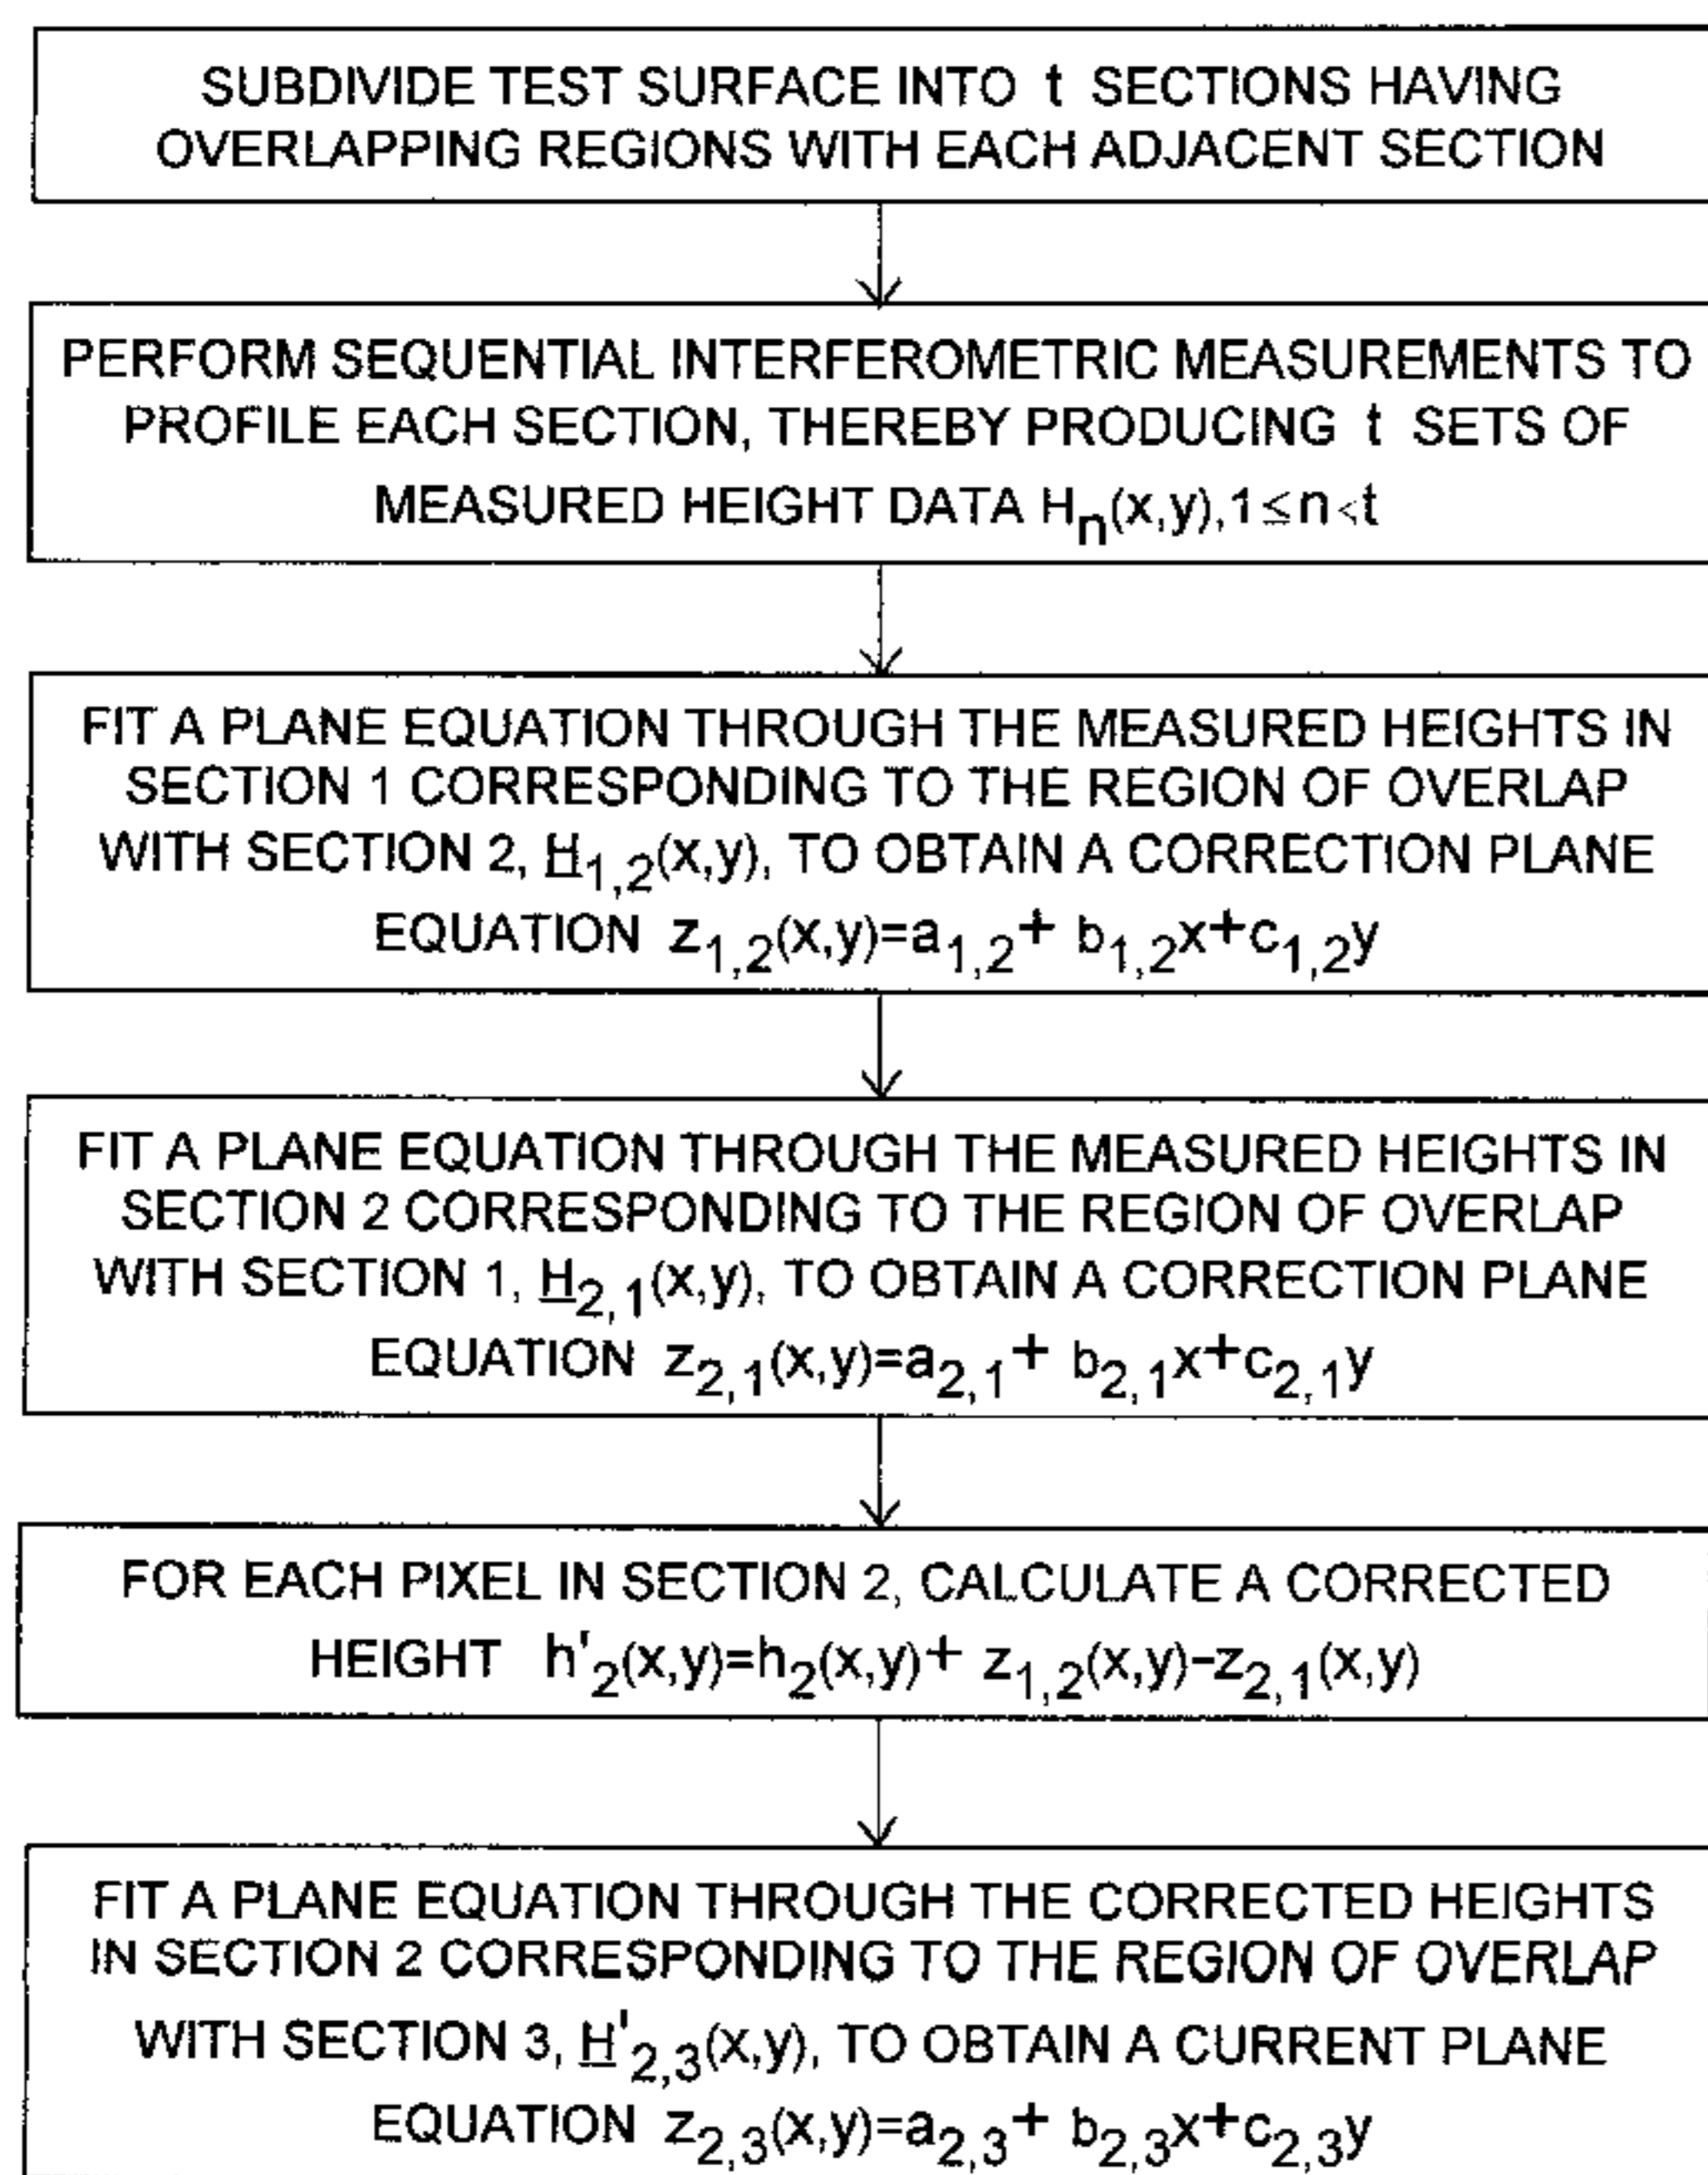 SUBDIVIDE TEST SURFACE INTO t SECTIONS HAVING
OVERLAPPING REGIONS WITH EACH ADJACENT SECTION
PERFORM SEQUENTIAL INTERFEROMETRIC MEASUREMENTS TO
PROFILE EACH SECTION, THEREBY PRODUCING t SETS OF
MEASURED HEIGHT DATA Hₙ(x,y),1≤n<t
FIT A PLANE EQUATION THROUGH THE MEASURED HEIGHTS IN
SECTION 1 CORRESPONDING TO THE REGION OF OVERLAP
WITH SECTION 2, H̲₁,₂(x,y), TO OBTAIN A CORRECTION PLANE
EQUATION z₁,₂(x,y)=a₁,₂+ b₁,₂x+c₁,₂y
FIT A PLANE EQUATION THROUGH THE MEASURED HEIGHTS IN
SECTION 2 CORRESPONDING TO THE REGION OF OVERLAP
WITH SECTION 1, H̲₂,₁(x,y), TO OBTAIN A CORRECTION PLANE
EQUATION z₂,₁(x,y)=a₂,₁+ b₂,₁x+c₂,₁y
FOR EACH PIXEL IN SECTION 2, CALCULATE A CORRECTED
HEIGHT h'₂(x,y)=h₂(x,y)+ z₁,₂(x,y)-z₂,₁(x,y)
FIT A PLANE EQUATION THROUGH THE CORRECTED HEIGHTS
IN SECTION 2 CORRESPONDING TO THE REGION OF OVERLAP
WITH SECTION 3, H̲'₂,₃(x,y), TO OBTAIN A CURRENT PLANE
EQUATION z₂,₃(x,y)=a₂,₃+ b₂,₃x+c₂,₃y